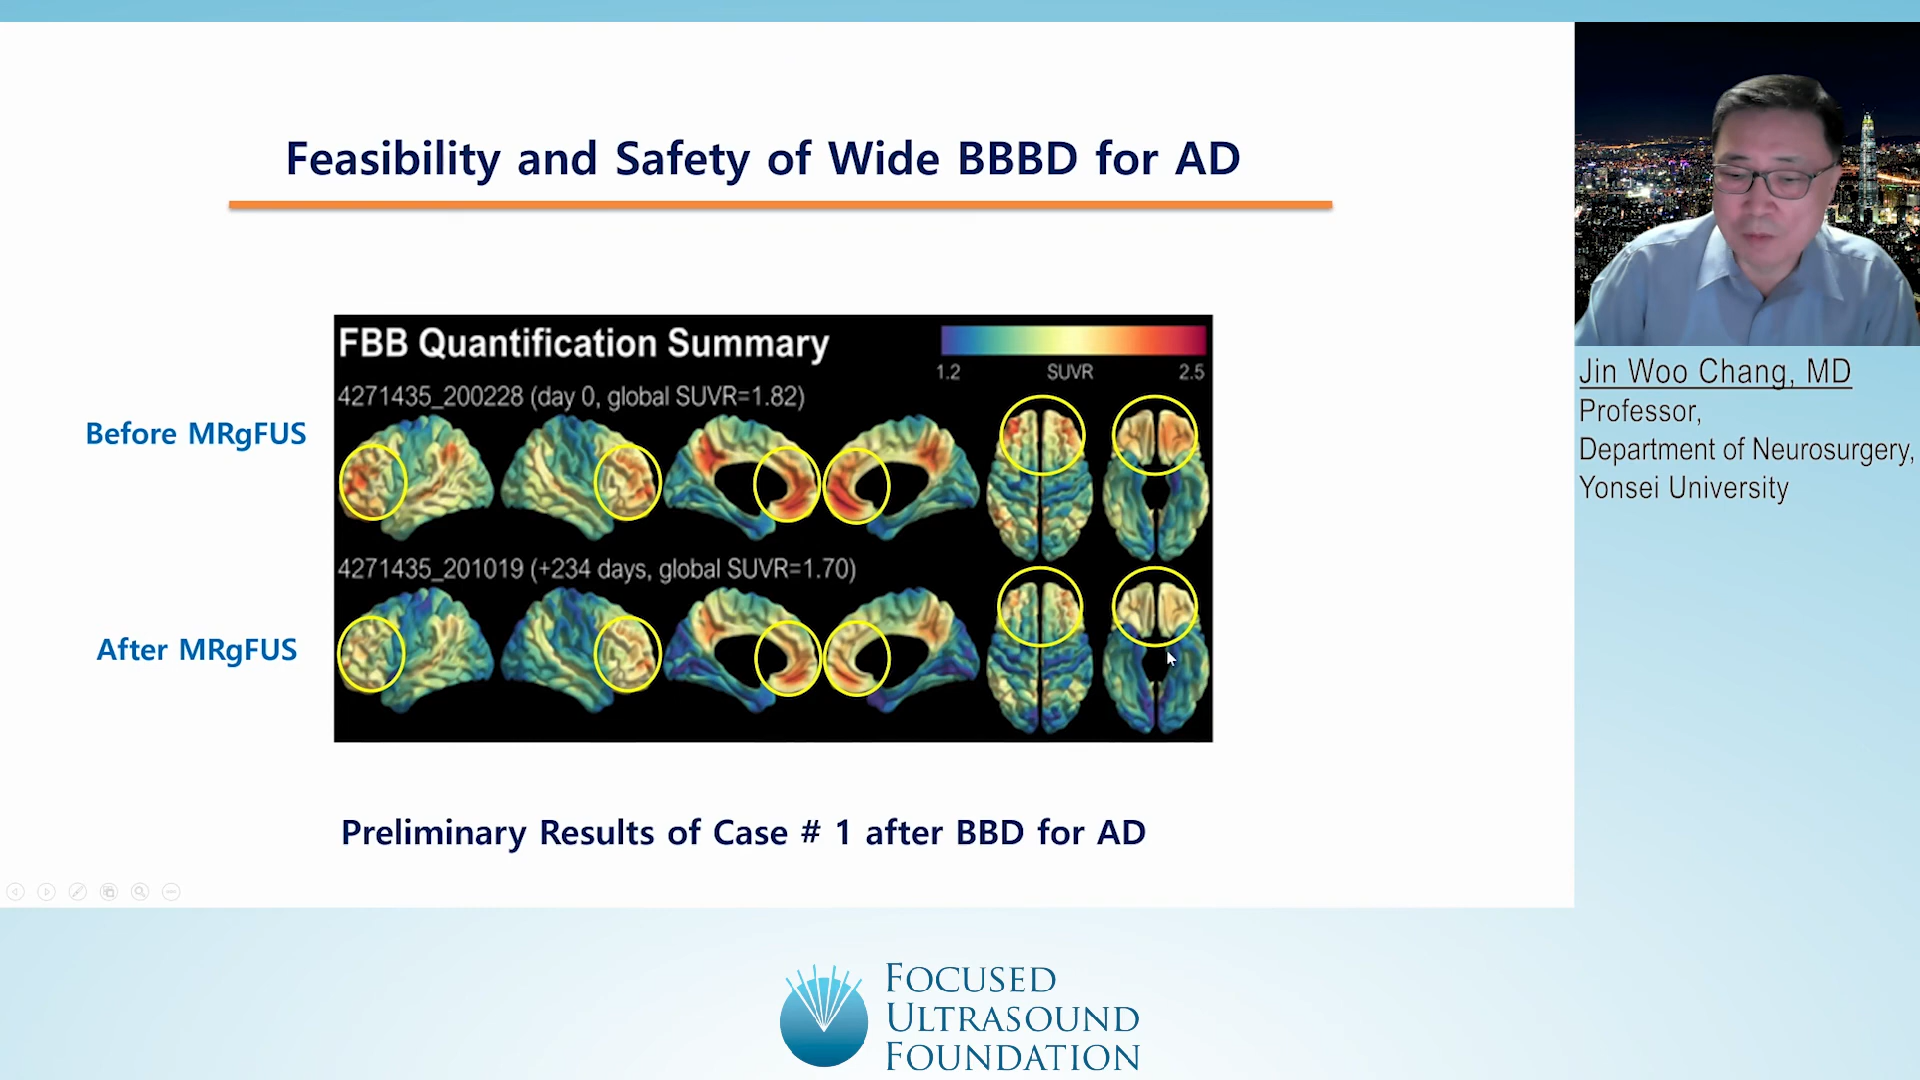 Feasibility and Safety of Wide BBBD for AD
FBB Quantification Summary
1.2 SUVR 2.5
4271435_200228 (day 0, global SUVR=1.82)
Before MRgFUS
4271435_201019 (+234 days, global SUVR=1.70)
After MRgFUS
Preliminary Results of Case # 1 after BBD for AD
Jin Woo Chang, MD
Professor,
Department of Neurosurgery,
Yonsei University
FOCUSED
ULTRASOUND
FOUNDATION